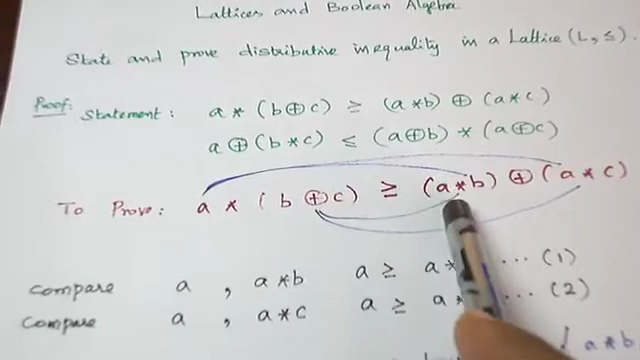 Lattices and Boolean Algebra
State and prove distributive inequality in a Lattice (L, ≤).
Proof: Statement: a * (b ⊕ c) ≥ (a * b) ⊕ (a * c)
a ⊕ (b * c) ≤ (a ⊕ b) * (a ⊕ c)
To Prove: a * ( b ⊕ c) ≥ (a * b) ⊕ (a * c)
compare a , a * b a ≥ a * ... (1)
compare a , a * c a ≥ a * ... (2)
{ a * b